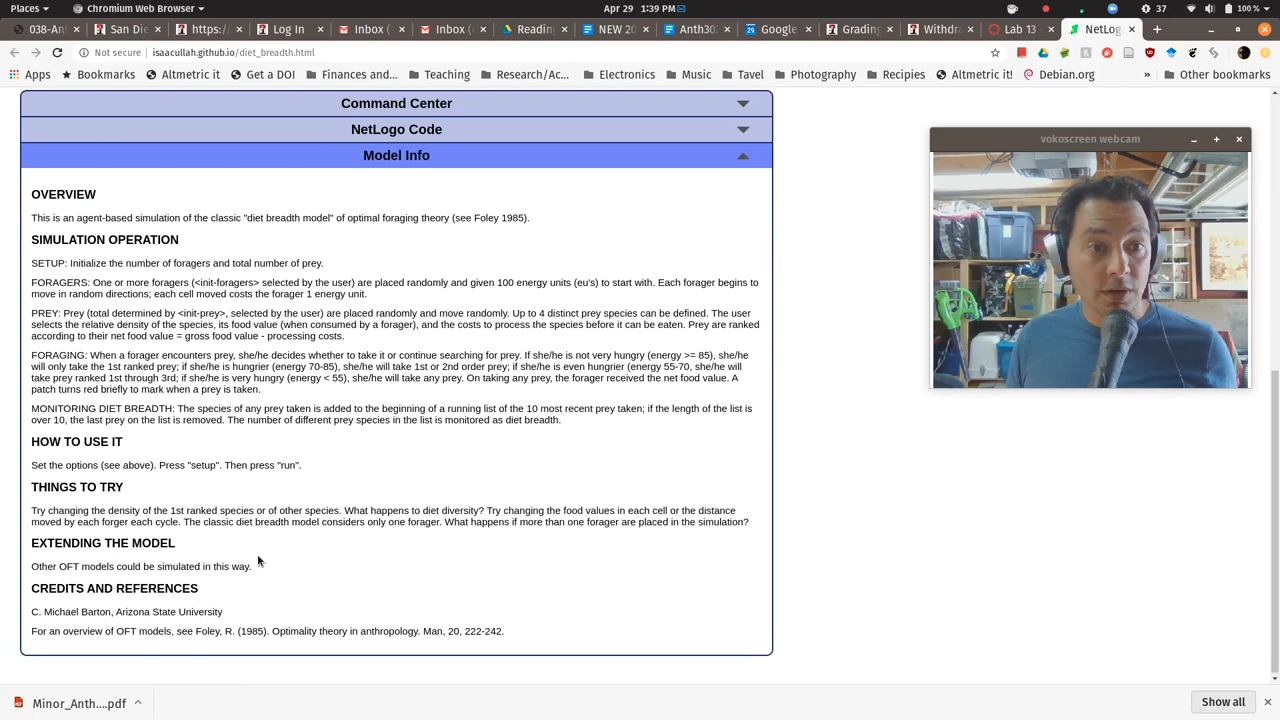 Places
Chromium Web Browser
Apr 29 1:39 PM
37
100 %
038-Ant
San Die
https:/
Log In
Inbox (
Inbox (
Reading
NEW 20
Anth30
Google
Grading
Withdra
Lab 13
NetLogo
Not secure | isaacullah.github.io/diet_breadth.html
Apps
Bookmarks
Altmetric it
Get a DOI
Finances and...
Teaching
Research/Ac...
Electronics
Music
Tavel
Photography
Recipies
Altmetric it!
Debian.org
»
Other bookmarks
Command Center
NetLogo Code
Model Info
vokoscreen webcam
OVERVIEW
This is an agent-based simulation of the classic "diet breadth model" of optimal foraging theory (see Foley 1985).
SIMULATION OPERATION
SETUP: Initialize the number of foragers and total number of prey.
FORAGERS: One or more foragers (<init-foragers> selected by the user) are placed randomly and given 100 energy units (eu's) to start with. Each forager begins to
move in random directions; each cell moved costs the forager 1 energy unit.
PREY: Prey (total determined by <init-prey>, selected by the user) are placed randomly and move randomly. Up to 4 distinct prey species can be defined. The user
selects the relative density of the species, its food value (when consumed by a forager), and the costs to process the species before it can be eaten. Prey are ranked
according to their net food value = gross food value - processing costs.
FORAGING: When a forager encounters prey, she/he decides whether to take it or continue searching for prey. If she/he is not very hungry (energy >= 85), she/he
will only take the 1st ranked prey; if she/he is hungrier (energy 70-85), she/he will take 1st or 2nd order prey; if she/he is even hungrier (energy 55-70, she/he will
take prey ranked 1st through 3rd; if she/he is very hungry (energy < 55), she/he will take any prey. On taking any prey, the forager received the net food value. A
patch turns red briefly to mark when a prey is taken.
MONITORING DIET BREADTH: The species of any prey taken is added to the beginning of a running list of the 10 most recent prey taken; if the length of the list is
over 10, the last prey on the list is removed. The number of different prey species in the list is monitored as diet breadth.
HOW TO USE IT
Set the options (see above). Press "setup". Then press "run".
THINGS TO TRY
Try changing the density of the 1st ranked species or of other species. What happens to diet diversity? Try changing the food values in each cell or the distance
moved by each forger each cycle. The classic diet breadth model considers only one forager. What happens if more than one forager are placed in the simulation?
EXTENDING THE MODEL
Other OFT models could be simulated in this way.
CREDITS AND REFERENCES
C. Michael Barton, Arizona State University
For an overview of OFT models, see Foley, R. (1985). Optimality theory in anthropology. Man, 20, 222-242.
Minor_Anth....pdf
Show all